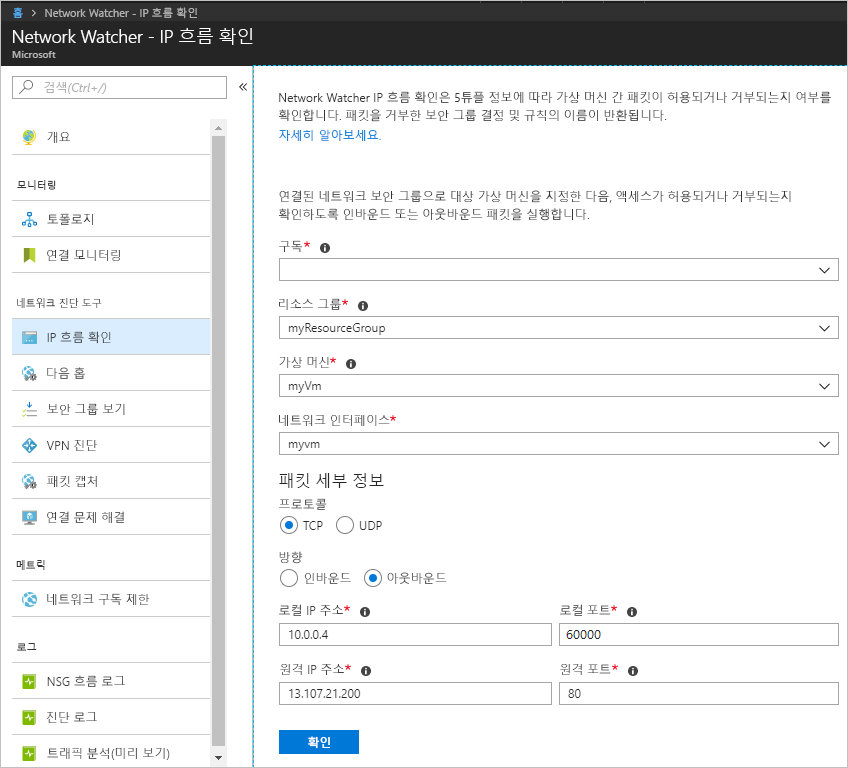 홈 > Network Watcher - IP 흐름 확인
Network Watcher - IP 흐름 확인
Microsoft
검색(Ctrl+/)
«
개요
모니터링
토폴로지
연결 모니터링
네트워크 진단 도구
IP 흐름 확인
다음 홉
보안 그룹 보기
VPN 진단
패킷 캡처
연결 문제 해결
메트릭
네트워크 구독 제한
로그
NSG 흐름 로그
진단 로그
트래픽 분석(미리 보기)
Network Watcher IP 흐름 확인은 5튜플 정보에 따라 가상 머신 간 패킷이 허용되거나 거부되는지 여부를
확인합니다. 패킷을 거부한 보안 그룹 결정 및 규칙의 이름이 반환됩니다.
자세히 알아보세요.
연결된 네트워크 보안 그룹으로 대상 가상 머신을 지정한 다음, 액세스가 허용되거나 거부되는지
확인하도록 인바운드 또는 아웃바운드 패킷을 실행합니다.
구독*
리소스 그룹*
myResourceGroup
가상 머신*
myVm
네트워크 인터페이스*
myvm
패킷 세부 정보
프로토콜
TCP UDP
방향
인바운드 아웃바운드
로컬 IP 주소* 로컬 포트*
10.0.0.4 60000
원격 IP 주소* 원격 포트*
13.107.21.200 80
확인